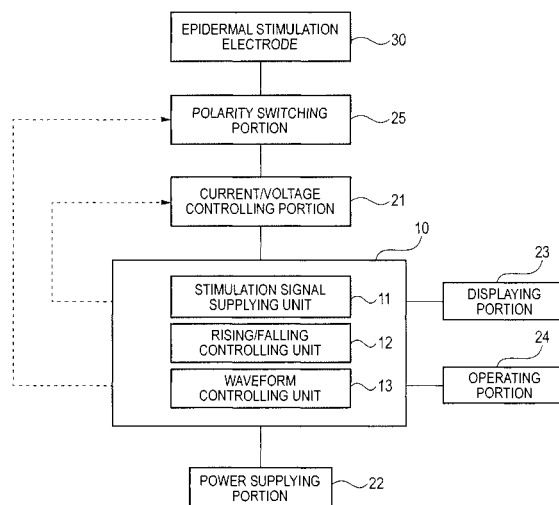 EPIDERMAL STIMULATION
ELECTRODE
30
POLARITY SWITCHING
PORTION
25
CURRENT/VOLTAGE
CONTROLLING PORTION
21
10
23
STIMULATION SIGNAL
SUPPLYING UNIT
11
DISPLAYING
PORTION
RISING/FALLING
CONTROLLING UNIT
12
24
WAVEFORM
CONTROLLING UNIT
13
OPERATING
PORTION
POWER SUPPLYING
PORTION
22